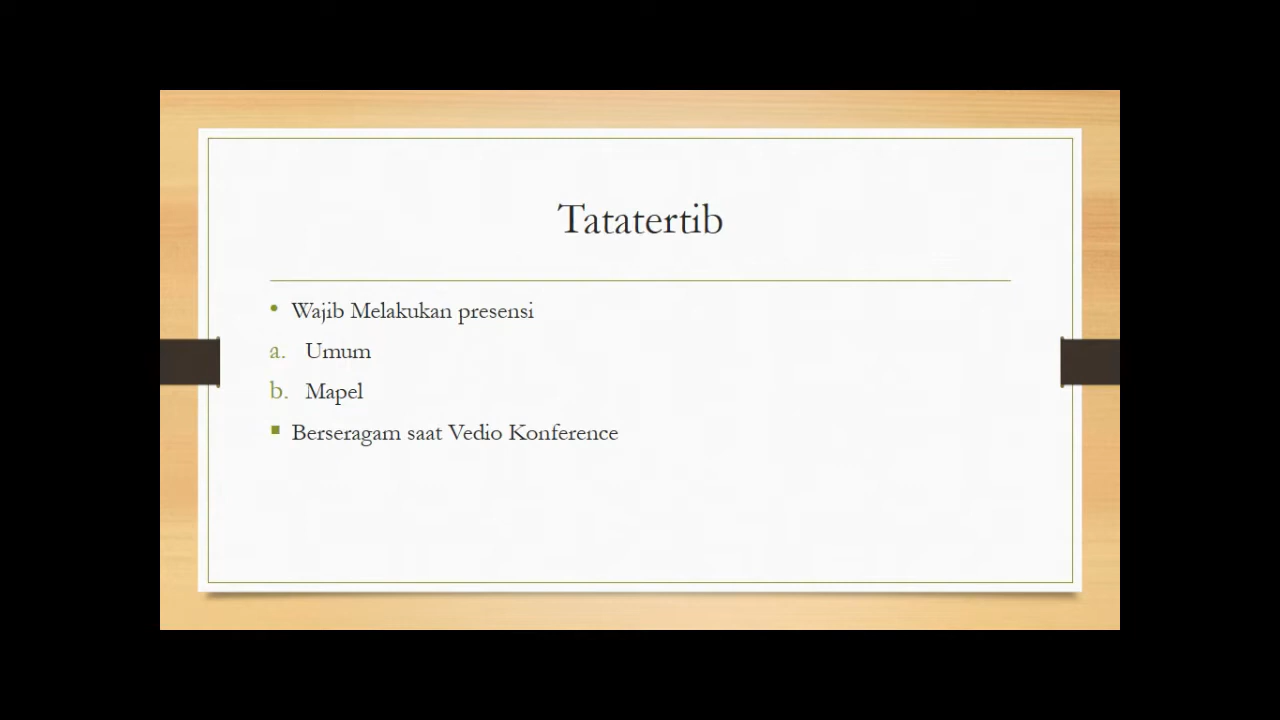 Tatatertib
• Wajib Melakukan presensi
a. Umum
b. Mapel
▪ Berseragam saat Vedio Konference